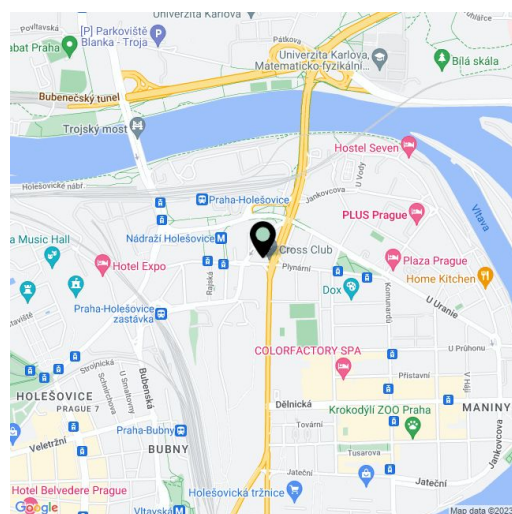 Univerzita Karlova
Pátkova
[P] Parkoviště
Blanka - Troja
abat Praha
Univerzita Karlova,
Matematicko-fyzikální...
Bílá skála
Bubenečský tunel
Trojský most
Hostel Seven
Holešovické nábř.
Praha-Holešovice
Jankovcova
U Vody
Vltava
PLUS Prague
a Music Hall
Nádraží Holešovice
Cross Club
Hotel Expo
Rajská
Plynární
Plaza Prague
Home Kitchen
Dox
Komunardů
U Uranie
Praha-Holešovice
zastávka
Strojnická
COLORFACTORY SPA
U Průhonu
Schnirchova
U Smaltovny
Bubenská
Přístavní
V Háji
HOLEŠOVICE
PRAGUE 7
Dělnická
MANINY
Krokodýlí ZOO Praha
Tovární
Praha-Bubny
Veletržní
BUBNY
Tusarova
Jankovcova
Jateční
Jateční
Hotel Belvedere Prague
Holešovická tržnice
Google
Vltavská
Map data ©2023